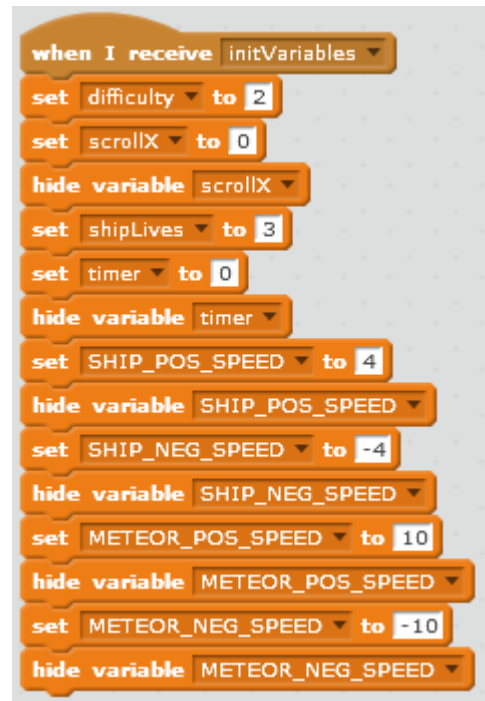 when I receive initVariables
set difficulty to 2
set scrollX to 0
hide variable scrollX
set shipLives to 3
set timer to 0
hide variable timer
set SHIP_POS_SPEED to 4
hide variable SHIP_POS_SPEED
set SHIP_NEG_SPEED to -4
hide variable SHIP_NEG_SPEED
set METEOR_POS_SPEED to 10
hide variable METEOR_POS_SPEED
set METEOR_NEG_SPEED to -10
hide variable METEOR_NEG_SPEED